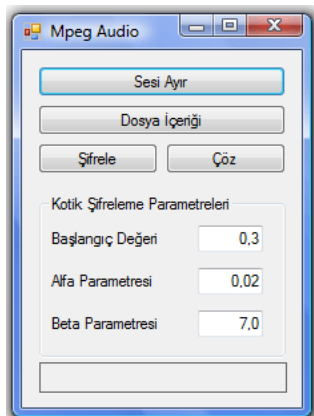 Mpeg Audio
Sesi Ayır
Dosya İçeriği
Şifrele Çöz
Kotik Şifreleme Parametreleri
Başlangıç Değeri 0,3
Alfa Parametresi 0,02
Beta Parametresi 7,0